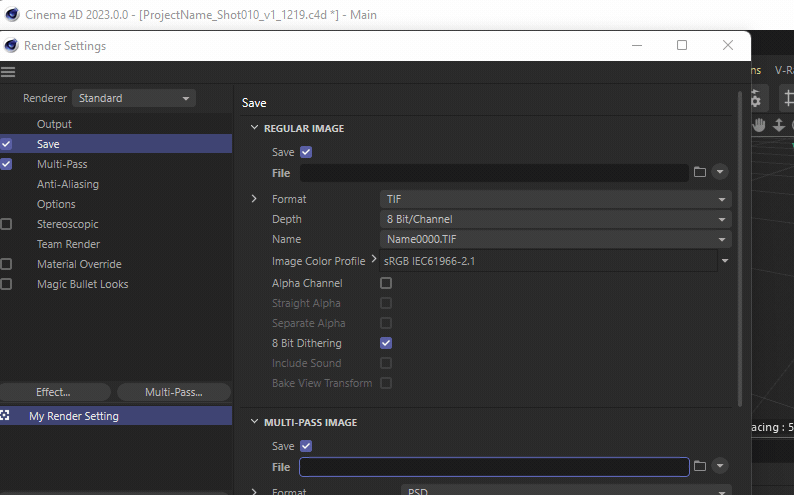 Cinema 4D 2023.0.0 - [ProjectName_Shot010_v1_1219.c4d *] - Main
Render Settings
Renderer Standard
Output
Save
Multi-Pass
Anti-Aliasing
Options
Stereoscopic
Team Render
Material Override
Magic Bullet Looks
Effect... Multi-Pass...
My Render Setting
Save
REGULAR IMAGE
Save
File
Format TIF
Depth 8 Bit/Channel
Name Name0000.TIF
Image Color Profile sRGB IEC61966-2.1
Alpha Channel
Straight Alpha
Separate Alpha
8 Bit Dithering
Include Sound
Bake View Transform
MULTI-PASS IMAGE
Save
File
Format PSD
ns V-Ra
acing : 5